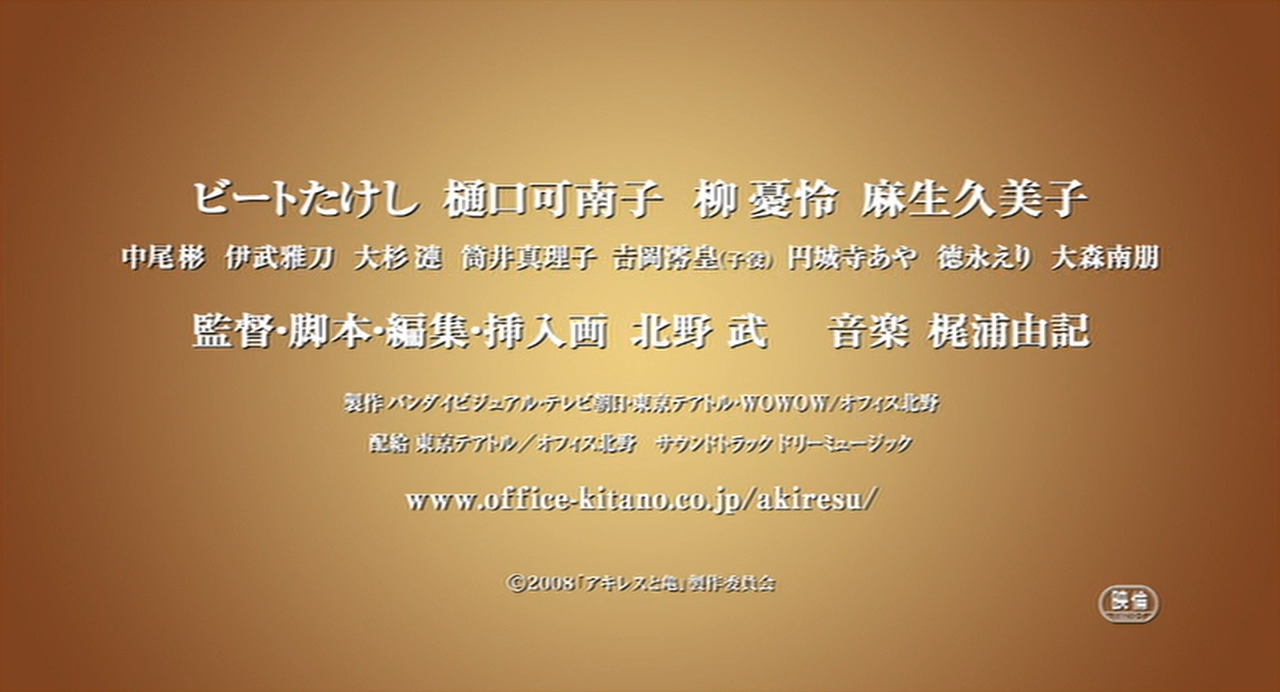 ビートたけし 樋口可南子 柳 憂怜 麻生久美子
中尾彬 伊武雅刀 大杉 漣 筒井真理子 吉岡澪皇(子役) 円城寺あや 徳永えり 大森南朋
監督・脚本・編集・挿入画 北野 武 音楽 梶浦由記
製作 バンダイビジュアル・テレビ朝日・東京テアトル・WOWOW/オフィス北野
配給 東京テアトル/オフィス北野 サウンドトラック ドリーミュージック
www.office-kitano.co.jp/akiresu/
©2008「アキレスと亀」製作委員会
映倫